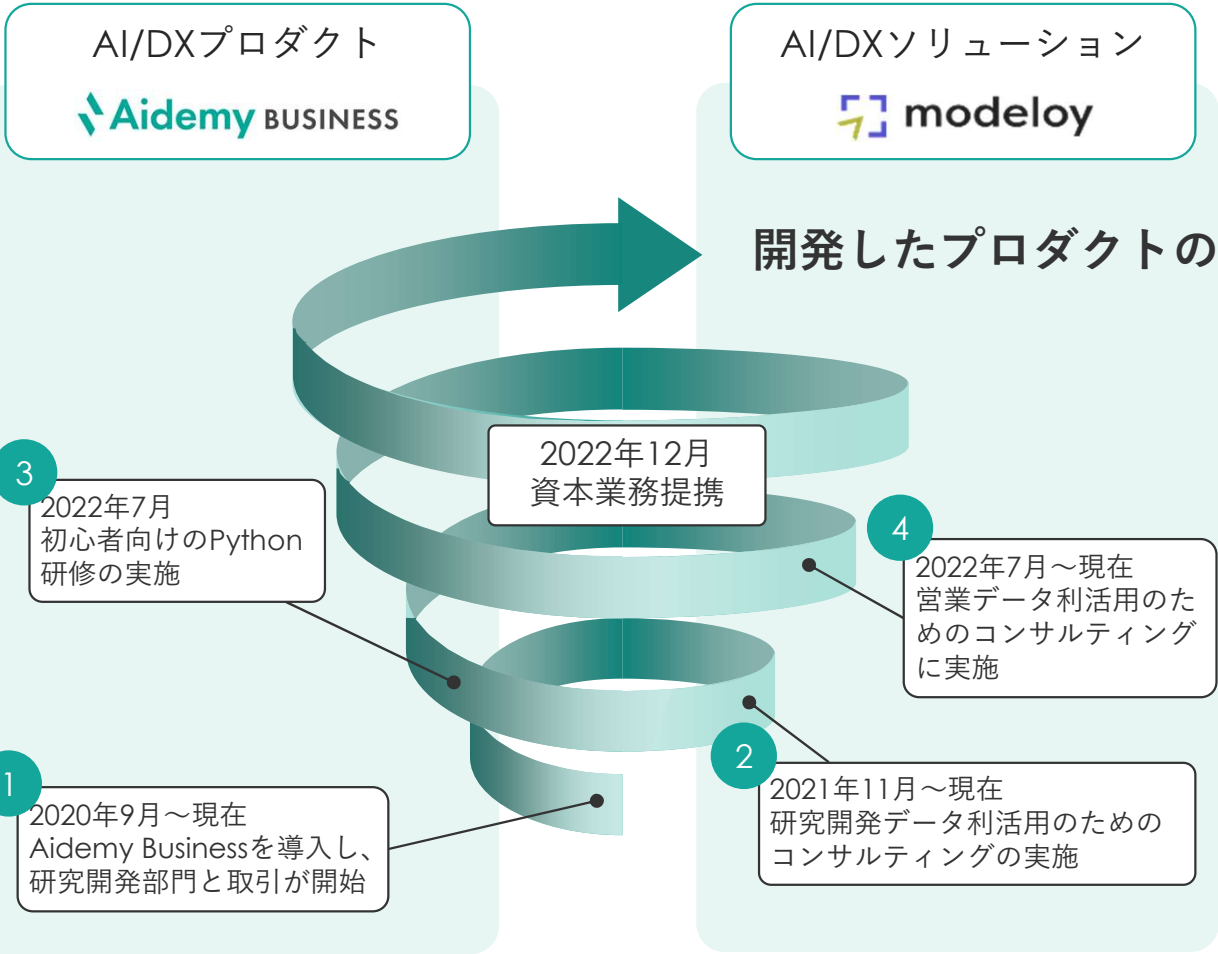 AI/DXプロダクト
Aidemy BUSINESS
AI/DXソリューション
modeloy
開発したプロダクトの
2022年12月
資本業務提携
3
2022年7月
初心者向けのPython
研修の実施
4
2022年7月～現在
営業データ利活用のた
めのコンサルティング
に実施
2
2021年11月～現在
研究開発データ利活用のための
コンサルティングの実施
1
2020年9月～現在
Aidemy Businessを導入し、
研究開発部門と取引が開始